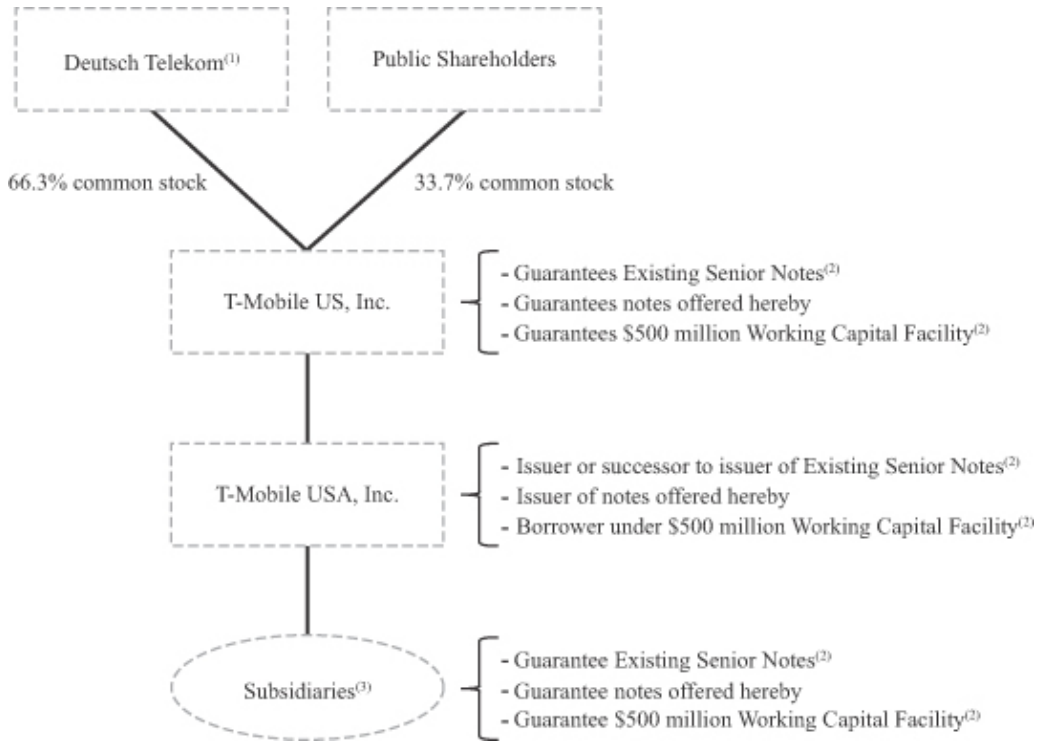 Deutsch Telekom(1)
Public Shareholders
66.3% common stock
33.7% common stock
T-Mobile US, Inc.
- Guarantees Existing Senior Notes(2)
- Guarantees notes offered hereby
- Guarantees $500 million Working Capital Facility(2)
T-Mobile USA, Inc.
- Issuer or successor to issuer of Existing Senior Notes(2)
- Issuer of notes offered hereby
- Borrower under $500 million Working Capital Facility(2)
Subsidiaries(3)
- Guarantee Existing Senior Notes(2)
- Guarantee notes offered hereby
- Guarantee $500 million Working Capital Facility(2)